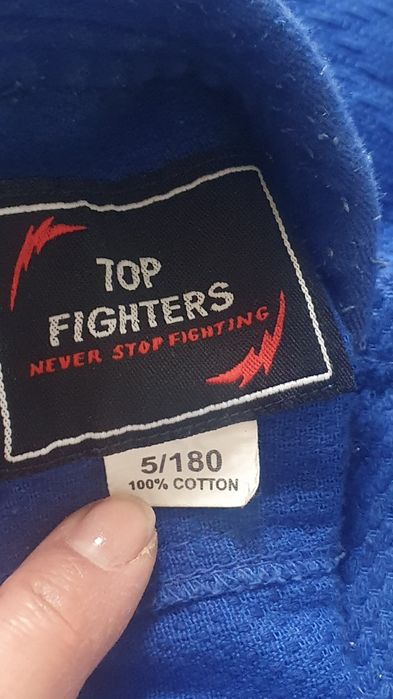 TOP
FIGHTERS
NEVER STOP FIGHTING
5/180
100% COTTON